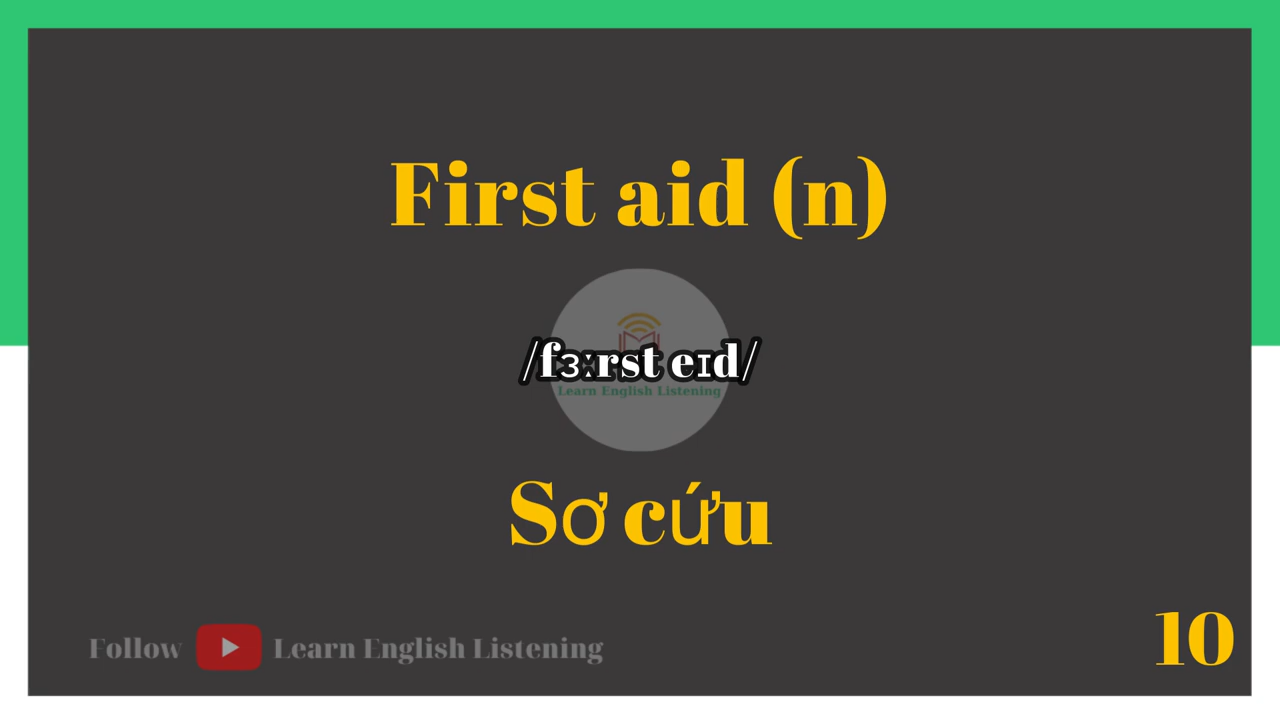 First aid (n)
/fɜːrst eɪd/
Learn English Listening
Sơ cứu
Follow Learn English Listening
10